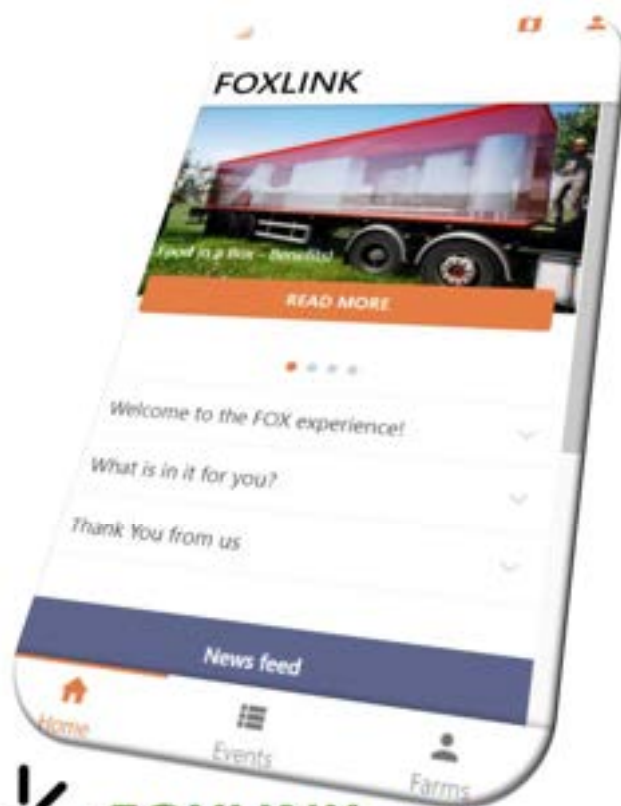 FOXLINK
Food in a Box - Benefits!
READ MORE
Welcome to the FOX experience!
What is in it for you?
Thank You from us
News feed
Home
Events
Farms
FOXLINK